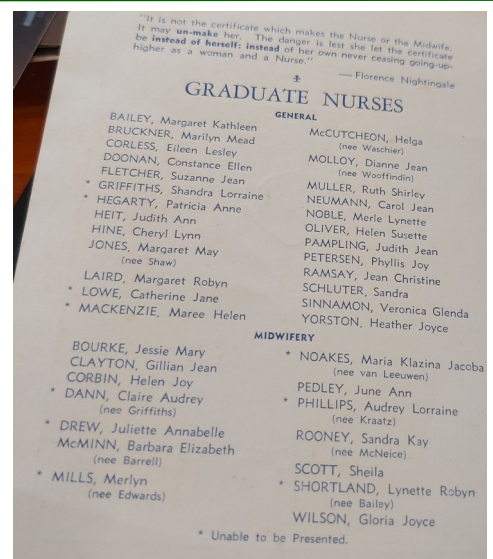 "It is not the certificate which makes the Nurse or the Midwife.
It may un-make her. The danger is lest she let the certificate
be instead of herself: instead of her own never ceasing going-up-
higher as a woman and a Nurse."
— Florence Nightingale
GRADUATE NURSES
GENERAL
BAILEY, Margaret Kathleen
BRUCKNER, Marilyn Mead
CORLESS, Eileen Lesley
DOONAN, Constance Ellen
FLETCHER, Suzanne Jean
* GRIFFITHS, Shandra Lorraine
* HEGARTY, Patricia Anne
HEIT, Judith Ann
HINE, Cheryl Lynn
JONES, Margaret May
(nee Shaw)
LAIRD, Margaret Robyn
* LOWE, Catherine Jane
* MACKENZIE, Maree Helen
McCUTCHEON, Helga
(nee Waschier)
MOLLOY, Dianne Jean
(nee Wooffindin)
MULLER, Ruth Shirley
NEUMANN, Carol Jean
NOBLE, Merle Lynette
OLIVER, Helen Susette
PAMPLING, Judith Jean
PETERSEN, Phyllis Joy
RAMSAY, Jean Christine
SCHLUTER, Sandra
SINNAMON, Veronica Glenda
YORSTON, Heather Joyce
MIDWIFERY
BOURKE, Jessie Mary
CLAYTON, Gillian Jean
CORBIN, Helen Joy
* DANN, Claire Audrey
(nee Griffiths)
* DREW, Juliette Annabelle
McMINN, Barbara Elizabeth
(nee Barrell)
* MILLS, Merlyn
(nee Edwards)
* NOAKES, Maria Klazina Jacoba
(nee van Leeuwen)
PEDLEY, June Ann
* PHILLIPS, Audrey Lorraine
(nee Kraatz)
ROONEY, Sandra Kay
(nee McNeice)
SCOTT, Sheila
* SHORTLAND, Lynette Robyn
(nee Bailey)
WILSON, Gloria Joyce
* Unable to be Presented.